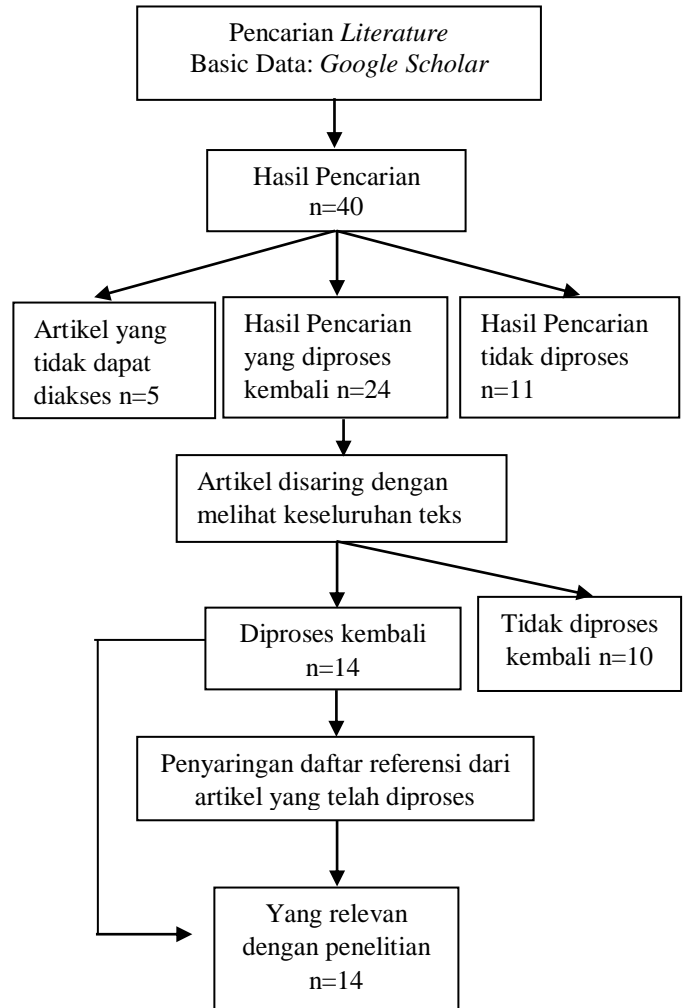 Pencarian Literature
Basic Data: Google Scholar
Hasil Pencarian
n=40
Artikel yang
tidak dapat
diakses n=5
Hasil Pencarian
yang diproses
kembali n=24
Hasil Pencarian
tidak diproses
n=11
Artikel disaring dengan
melihat keseluruhan teks
Diproses kembali
n=14
Tidak diproses
kembali n=10
Penyaringan daftar referensi dari
artikel yang telah diproses
Yang relevan
dengan penelitian
n=14